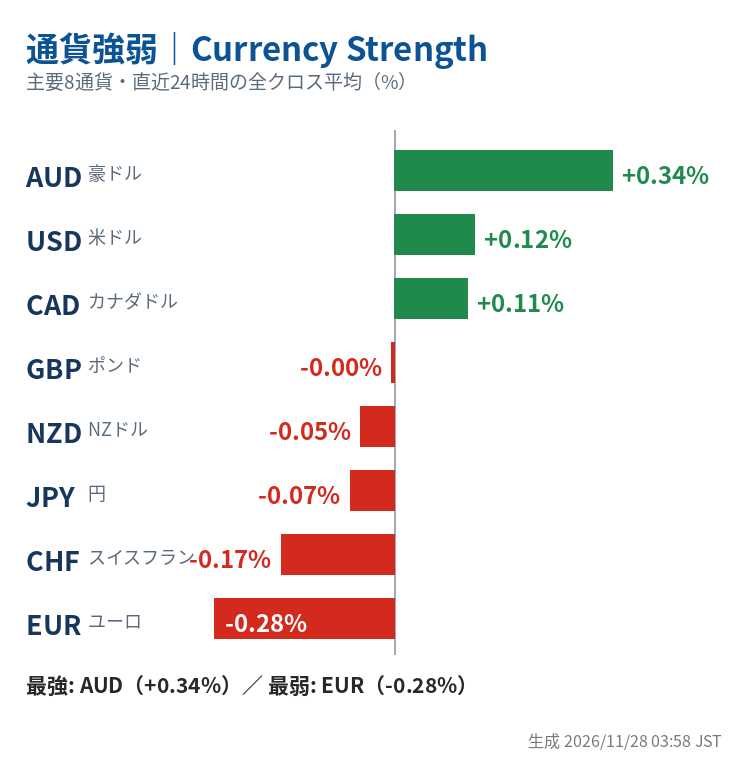 通貨強弱｜Currency Strength
主要8通貨・直近24時間の全クロス平均（%）
AUD 豪ドル +0.34%
USD 米ドル +0.12%
CAD カナダドル +0.11%
GBP ポンド -0.00%
NZD NZドル -0.05%
JPY 円 -0.07%
CHF スイスフラン -0.17%
EUR ユーロ -0.28%
最強: AUD（+0.34%）／ 最弱: EUR（-0.28%）
生成 2026/11/28 03:58 JST